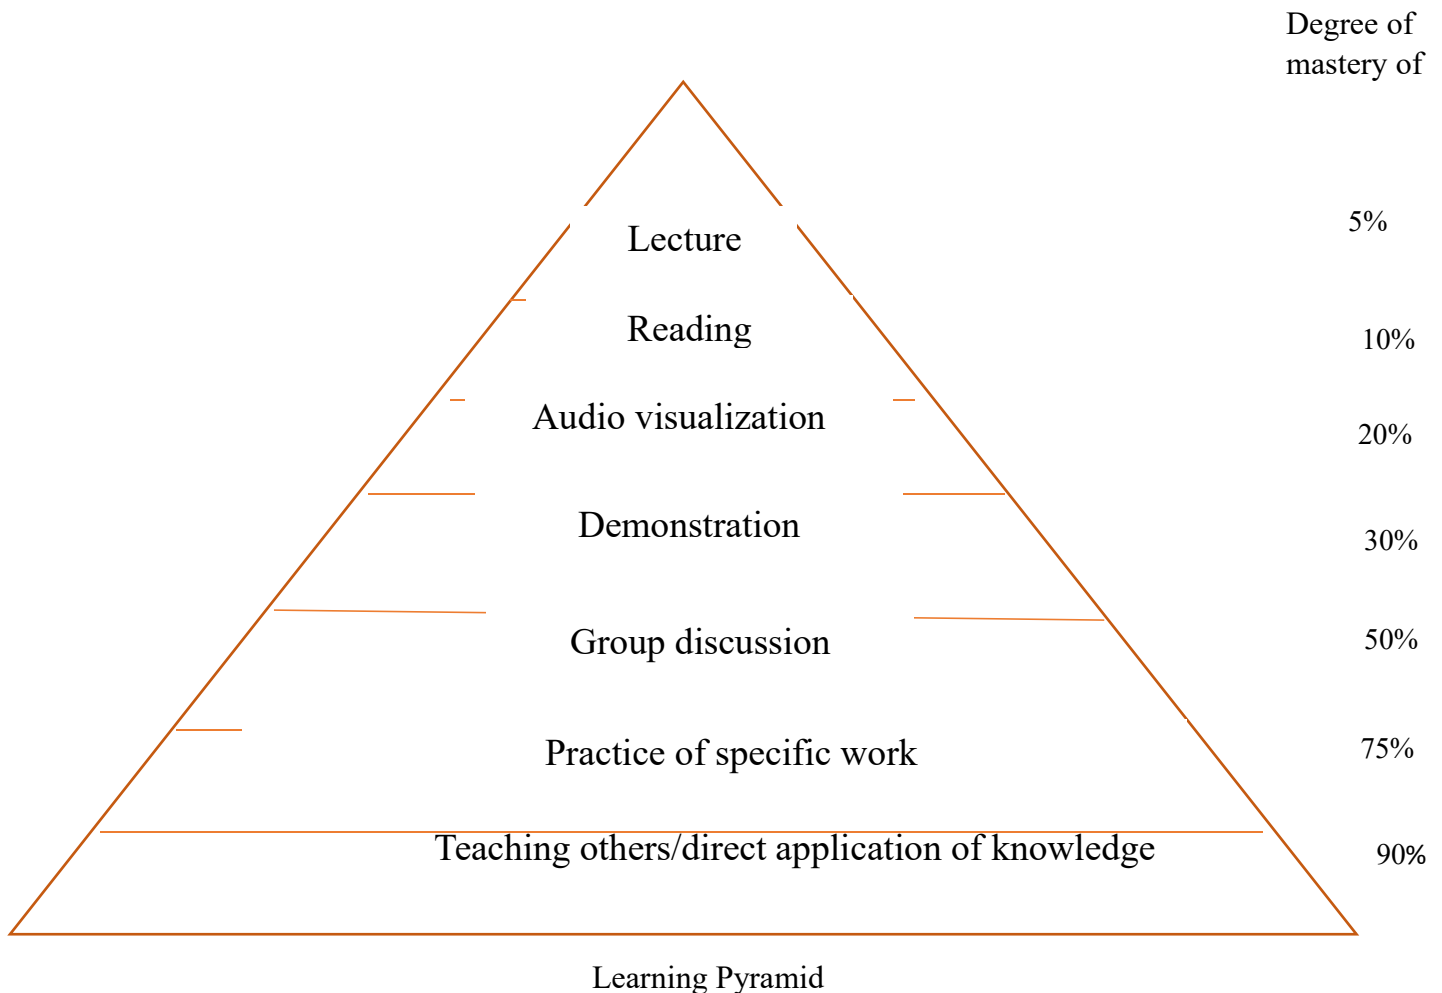 Degree of
mastery of
Lecture 5%
Reading 10%
Audio visualization 20%
Demonstration 30%
Group discussion 50%
Practice of specific work 75%
Teaching others/direct application of knowledge 90%
Learning Pyramid